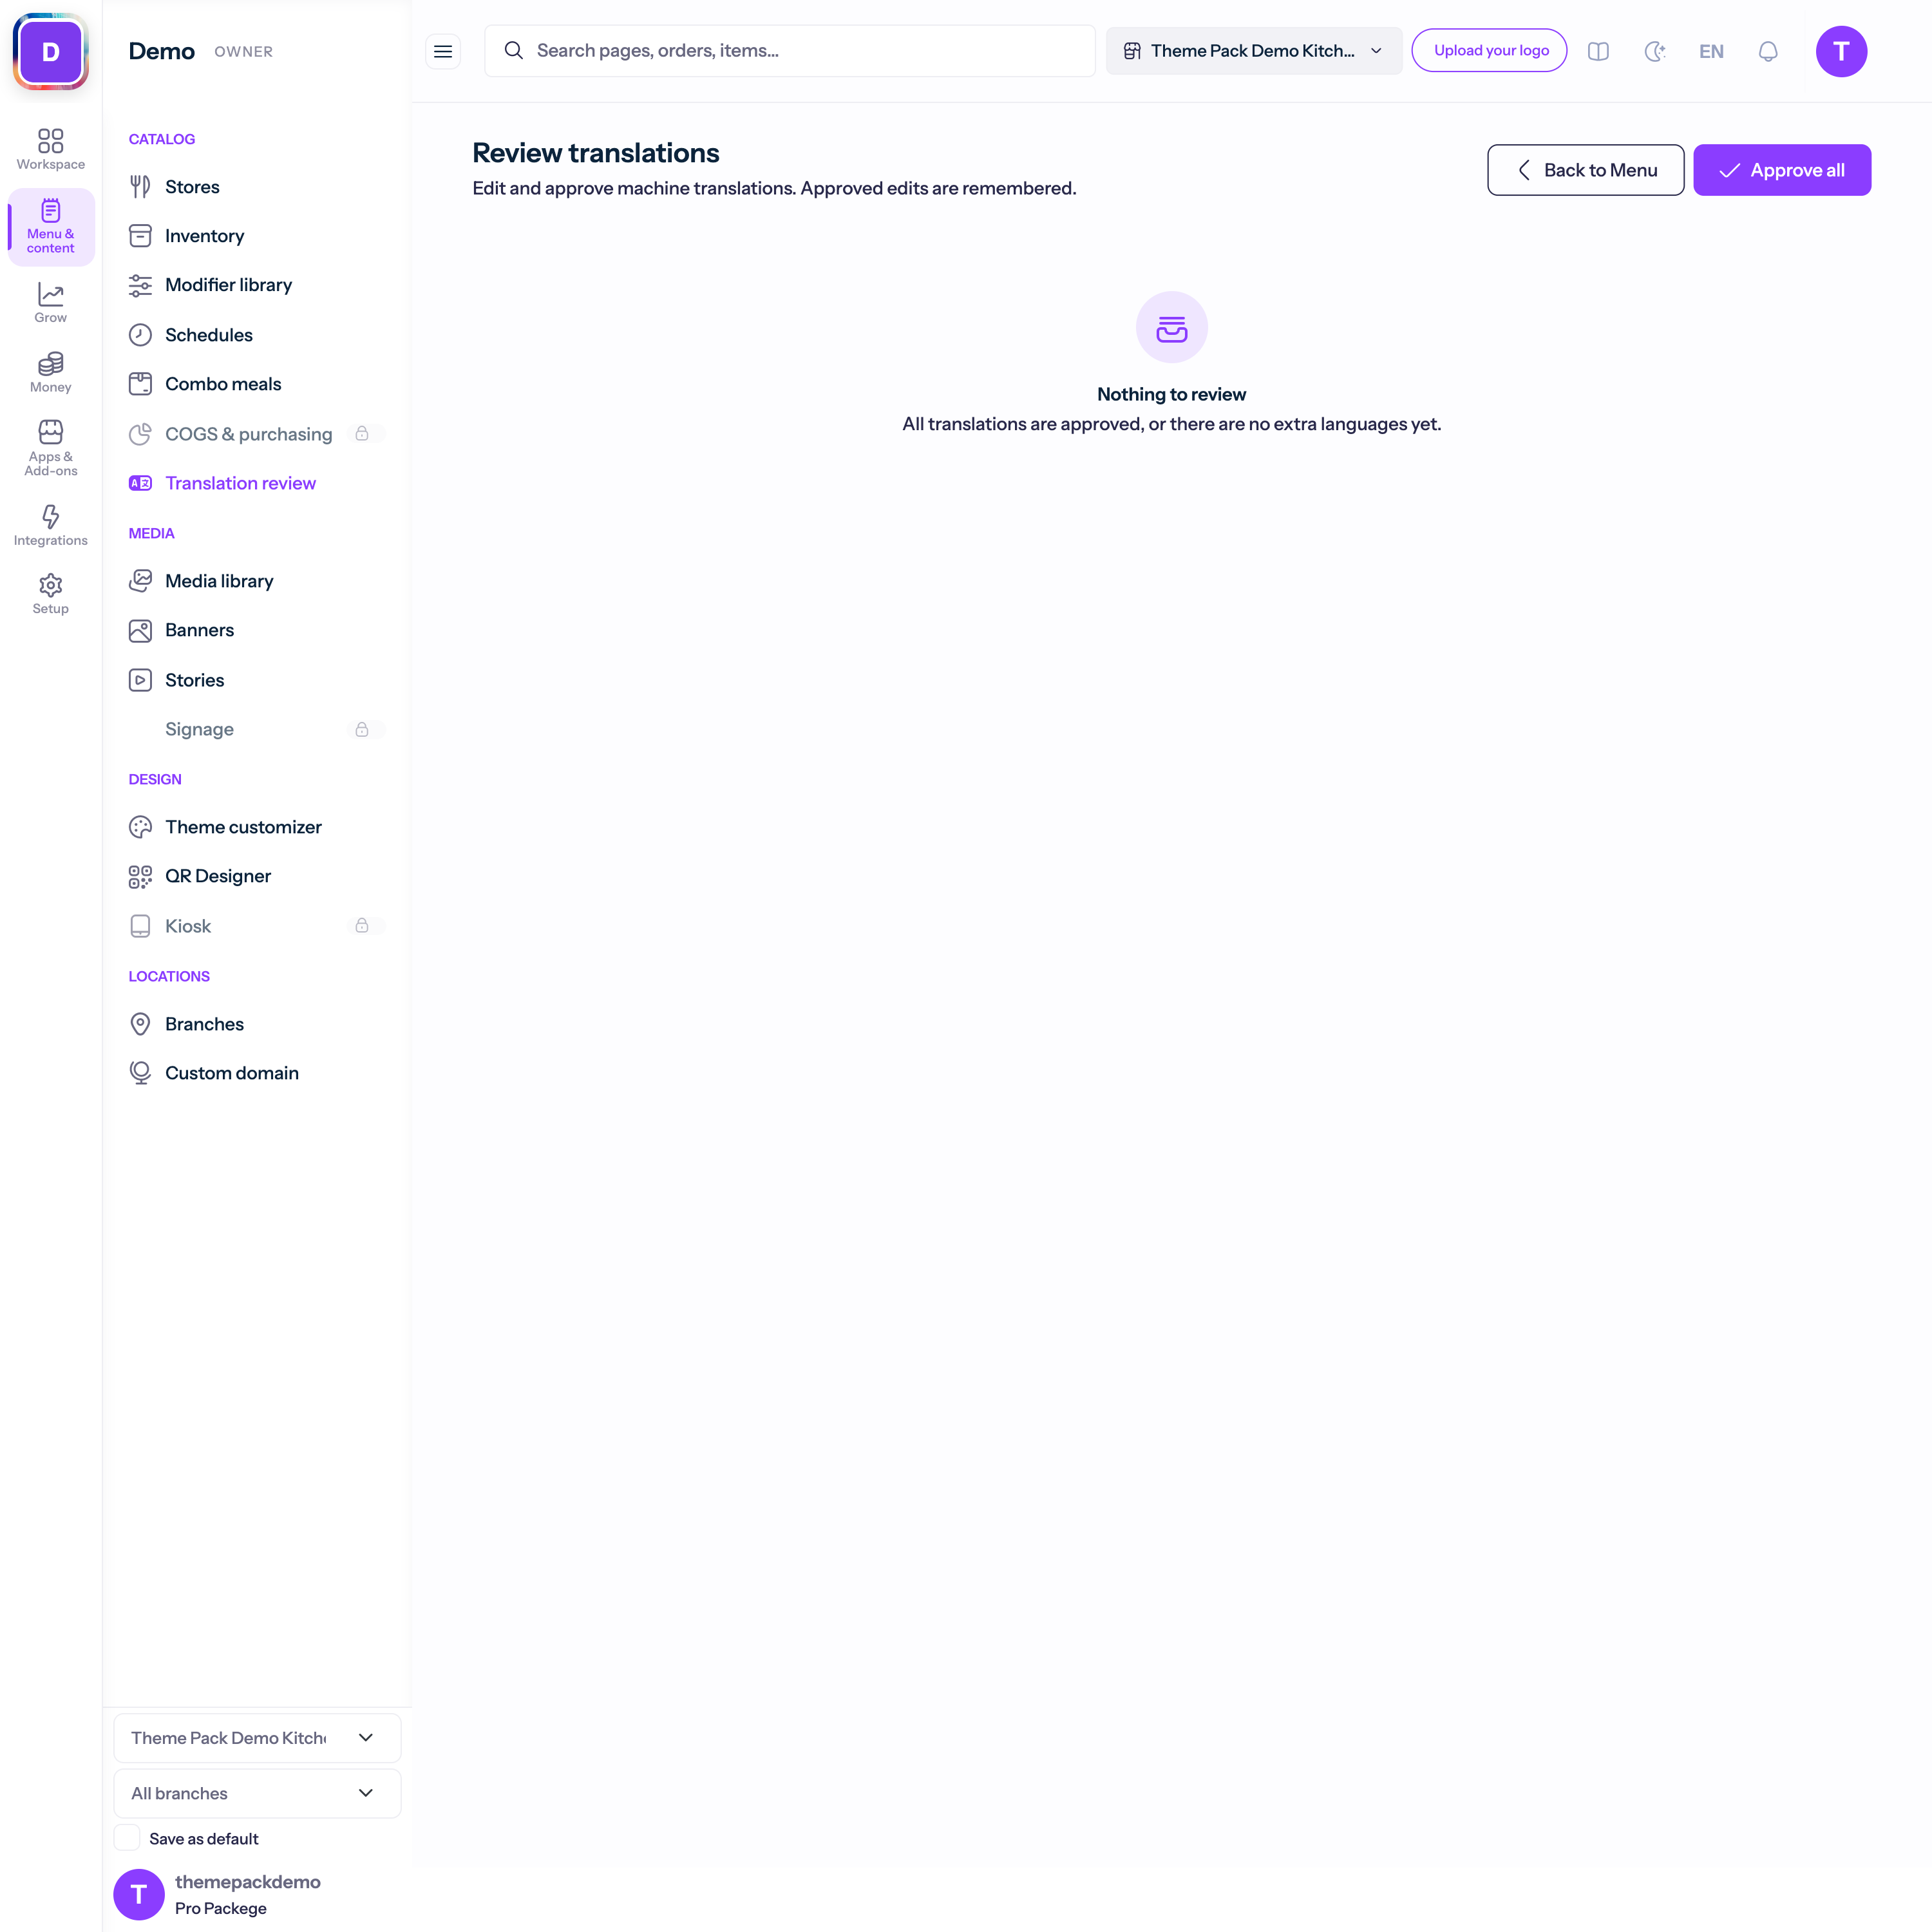 D
Workspace
Menu &
content
Grow
Money
Apps &
Add-ons
Integrations
Setup
Demo OWNER
CATALOG
Stores
Inventory
Modifier library
Schedules
Combo meals
COGS & purchasing
Translation review
MEDIA
Media library
Banners
Stories
Signage
DESIGN
Theme customizer
QR Designer
Kiosk
LOCATIONS
Branches
Custom domain
Theme Pack Demo Kitche
All branches
Save as default
T
themepackdemo
Pro Packege
Search pages, orders, items...
Theme Pack Demo Kitch...
Upload your logo
EN
T
Review translations
Edit and approve machine translations. Approved edits are remembered.
Back to Menu
Approve all
Nothing to review
All translations are approved, or there are no extra languages yet.